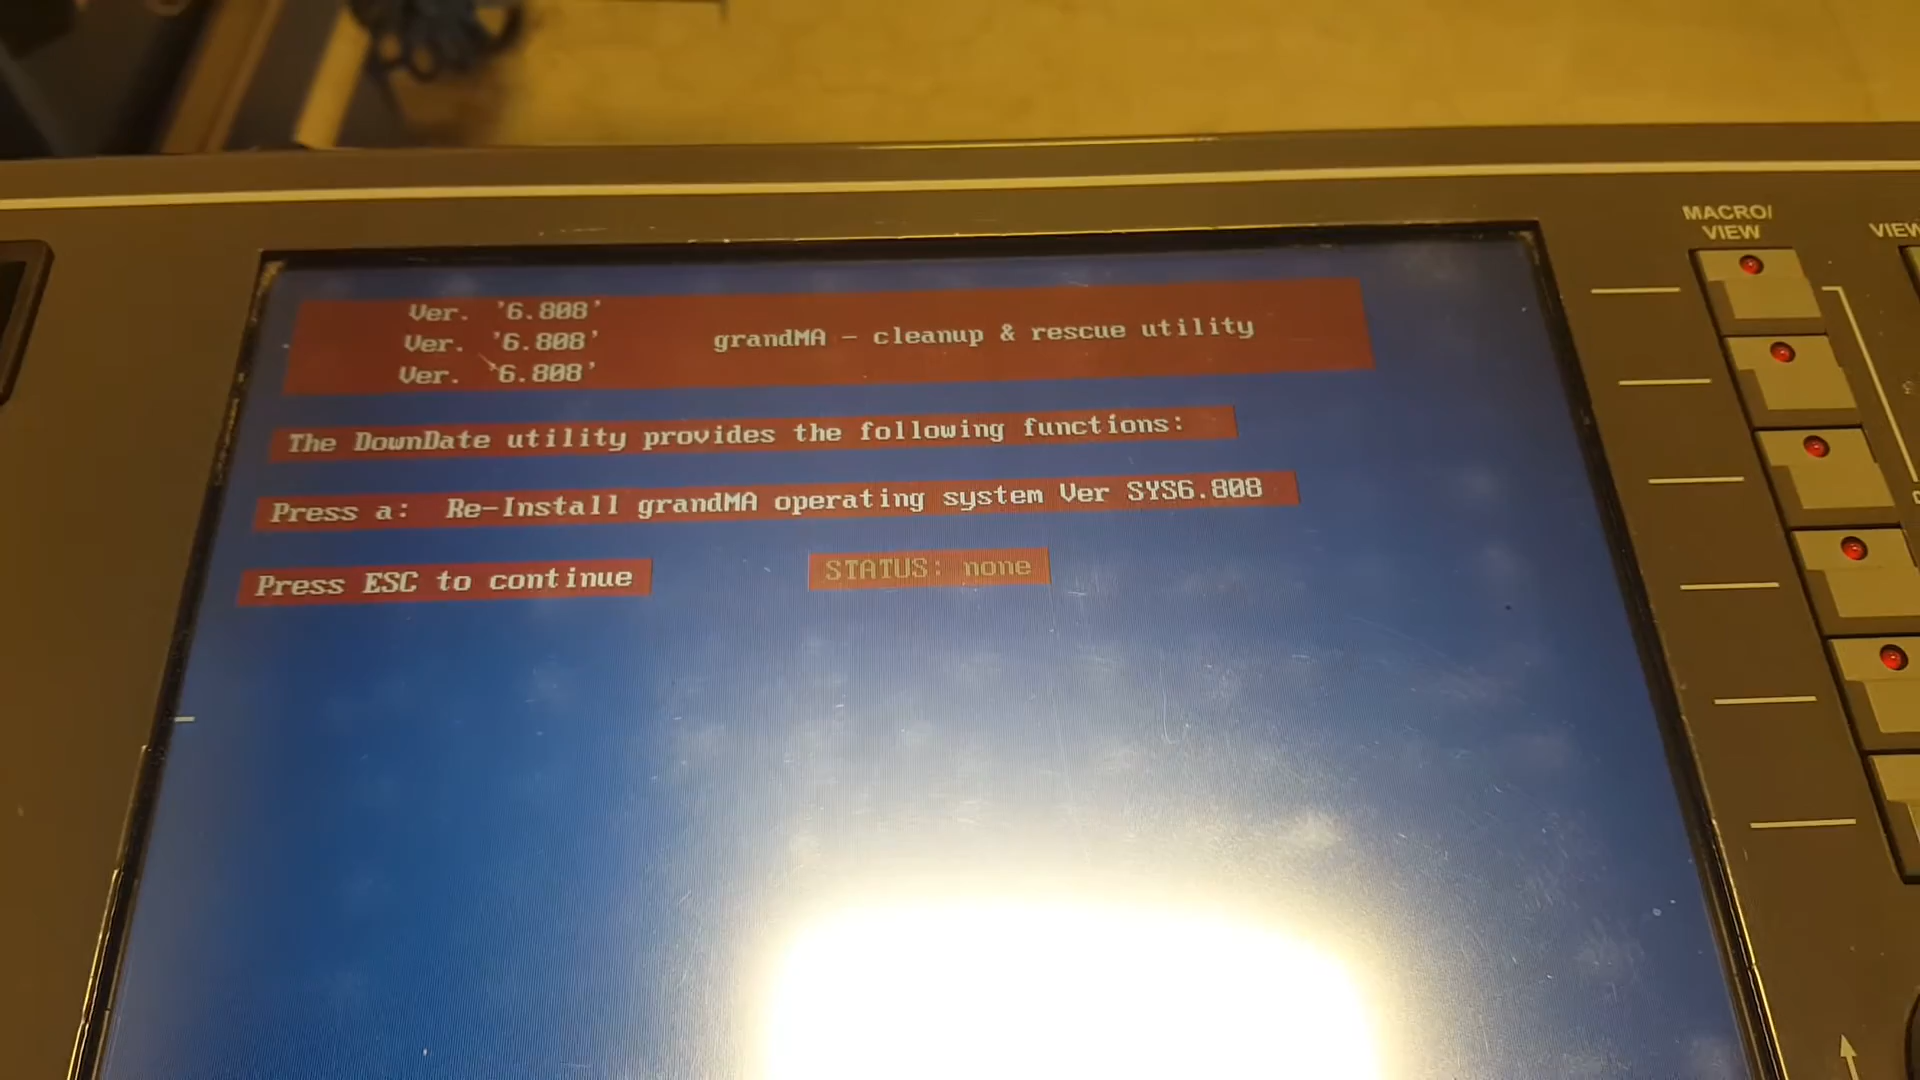 MACRO/
VIEW
VIEW
Ver. '6.808'
Ver. '6.808'
Ver. '6.808'
grandMA - cleanup & rescue utility
The DownDate utility provides the following functions:
Press a: Re-Install grandMA operating system Ver SYS6.808
Press ESC to continue
STATUS: none